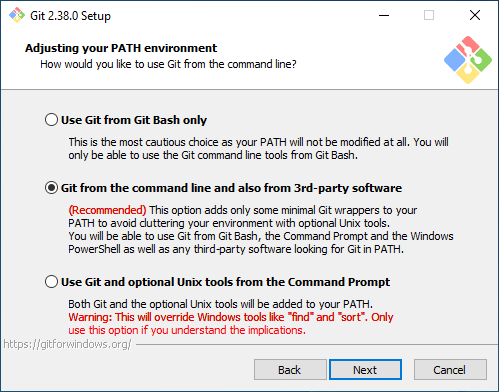 Git 2.38.0 Setup
Adjusting your PATH environment
How would you like to use Git from the command line?
Use Git from Git Bash only
This is the most cautious choice as your PATH will not be modified at all. You will
only be able to use the Git command line tools from Git Bash.
Git from the command line and also from 3rd-party software
(Recommended) This option adds only some minimal Git wrappers to your
PATH to avoid cluttering your environment with optional Unix tools.
You will be able to use Git from Git Bash, the Command Prompt and the Windows
PowerShell as well as any third-party software looking for Git in PATH.
Use Git and optional Unix tools from the Command Prompt
Both Git and the optional Unix tools will be added to your PATH.
Warning: This will override Windows tools like "find" and "sort". Only
use this option if you understand the implications.
https://gitforwindows.org/
Back
Next
Cancel